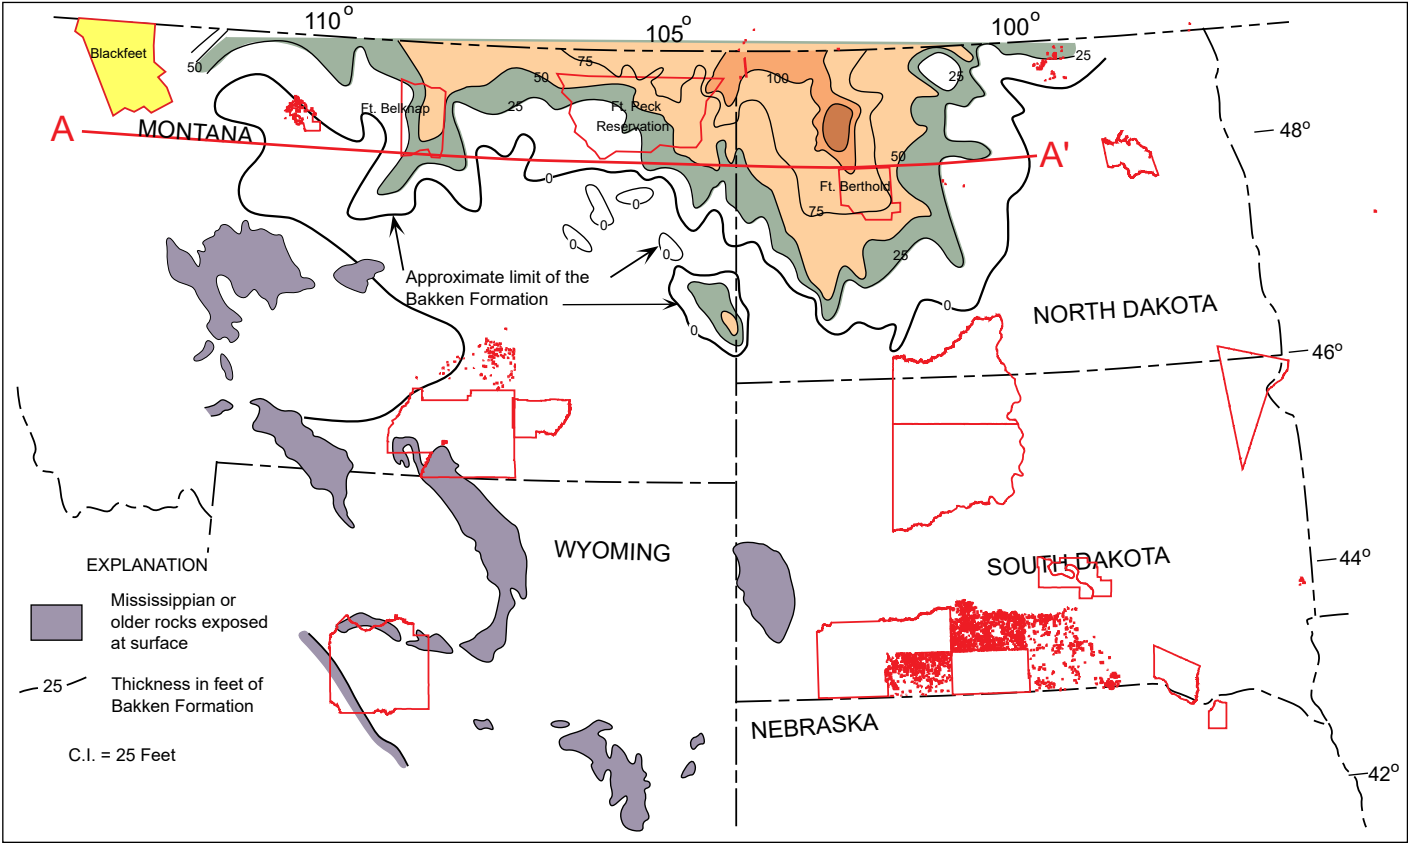 110°
105°
100°
Blackfeet
50
75
50
25
100
25
25
Ft. Belknap
Ft. Peck
Reservation
A
MONTANA
48°
50
A'
Ft. Berthold
75
0
0
0
0
0
25
Approximate limit of the
Bakken Formation
0
0
NORTH DAKOTA
46°
WYOMING
SOUTH DAKOTA
44°
EXPLANATION
Mississippian or
older rocks exposed
at surface
25
Thickness in feet of
Bakken Formation
C.I. = 25 Feet
NEBRASKA
42°